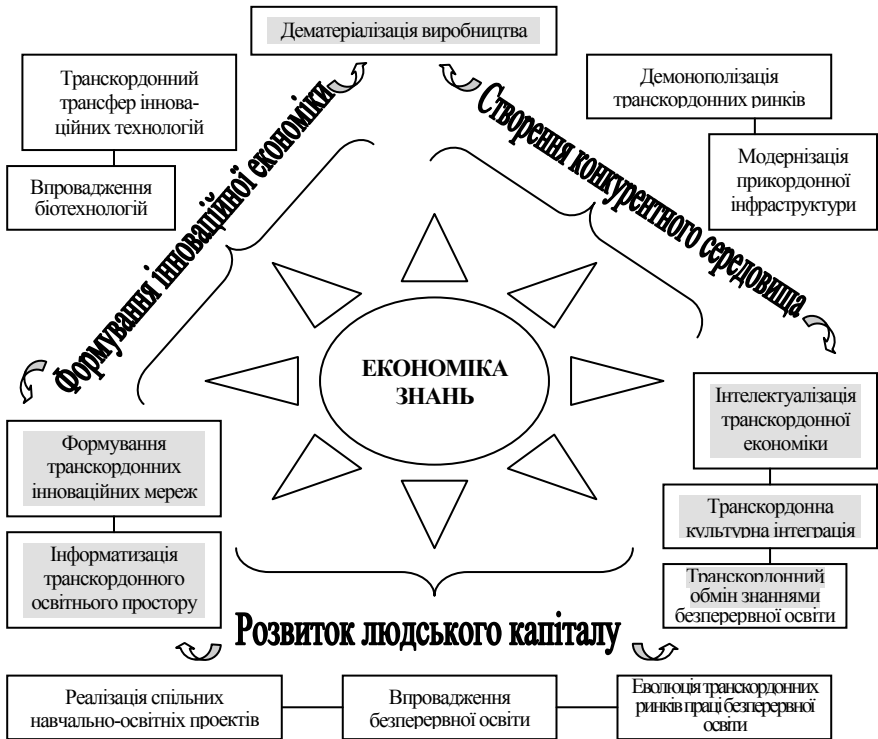 Дематеріалізація виробництва
Транскордонний
трансфер іннова-
ційних технологій
Впровадження
біотехнологій
Формування інноваційної економіки
Створення конкурентного середовища
Демонополізація
транскордонних ринків
Модернізація
прикордонної
інфраструктури
ЕКОНОМІКА
ЗНАНЬ
Формування
транскордонних
інноваційних мереж
Інформатизація
транскордонного
освітнього простору
Інтелектуалізація
транскордонної
економіки
Транскордонна
культурна інтеграція
Транскордонний
обмін знаннями
безперервної освіти
Розвиток людського капіталу
Реалізація спільних
навчально-освітніх проектів
Впровадження
безперервної освіти
Еволюція транскордонних
ринків праці безперервної
освіти